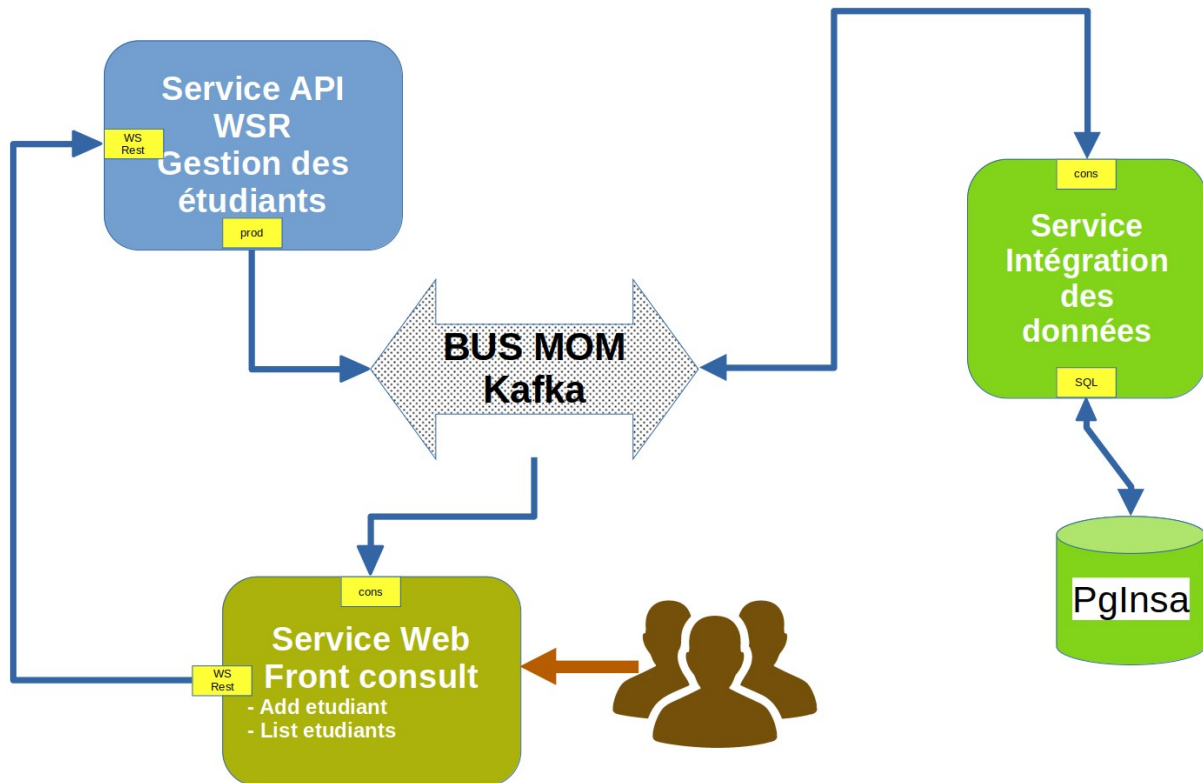 Service API
WSR
Gestion des
étudiants
WS
Rest
prod
cons
Service
Intégration
des
données
SQL
BUS MOM
Kafka
PgInsa
cons
Service Web
Front consult
- Add etudiant
- List etudiants
WS
Rest